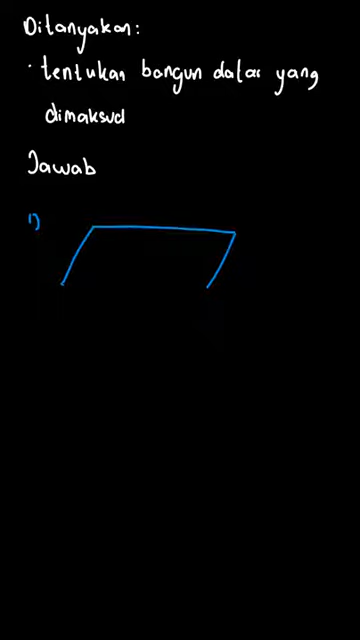 Ditanyakan:
• tentukan bangun datar yang
dimaksud
Jawab
1)